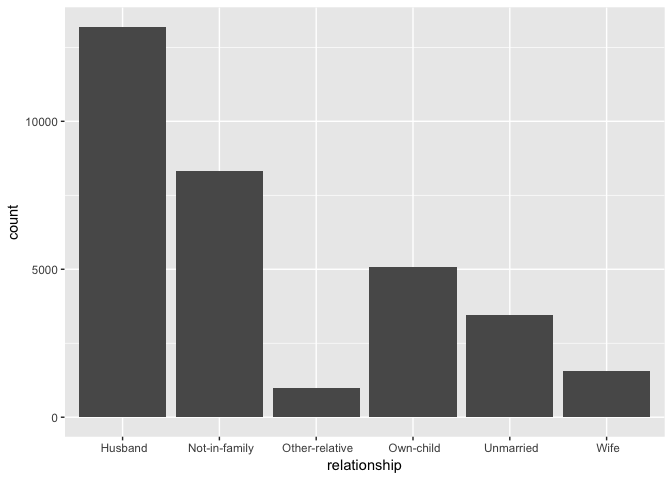 count
10000
5000
0
Husband Not-in-family Other-relative Own-child Unmarried Wife
relationship